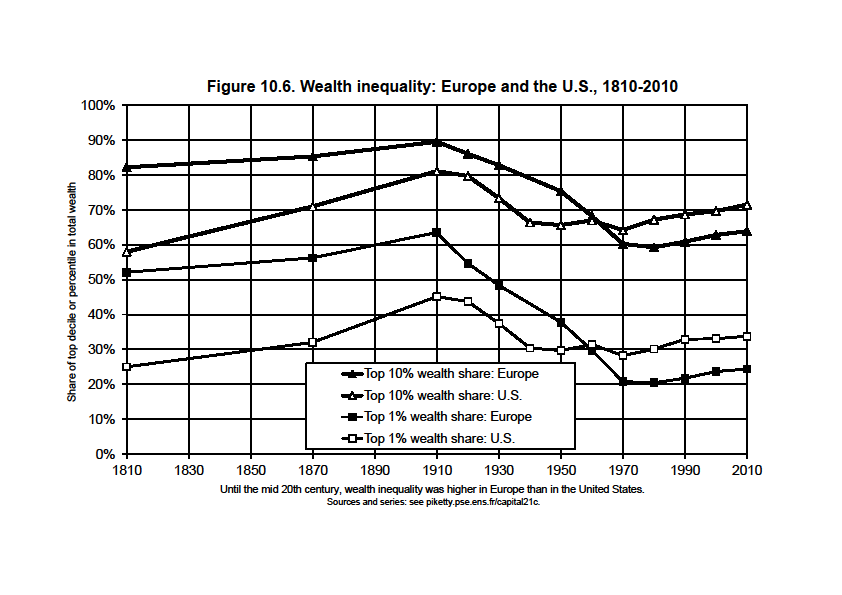 Figure 10.6. Wealth inequality: Europe and the U.S., 1810-2010
Share of top decile or percentile in total wealth
100%
90%
80%
70%
60%
50%
40%
30%
20%
10%
0%
Top 10% wealth share: Europe
Top 10% wealth share: U.S.
Top 1% wealth share: Europe
Top 1% wealth share: U.S.
1810 1830 1850 1870 1890 1910 1930 1950 1970 1990 2010
Until the mid 20th century, wealth inequality was higher in Europe than in the United States.
Sources and series: see piketty.pse.ens.fr/capital21c.